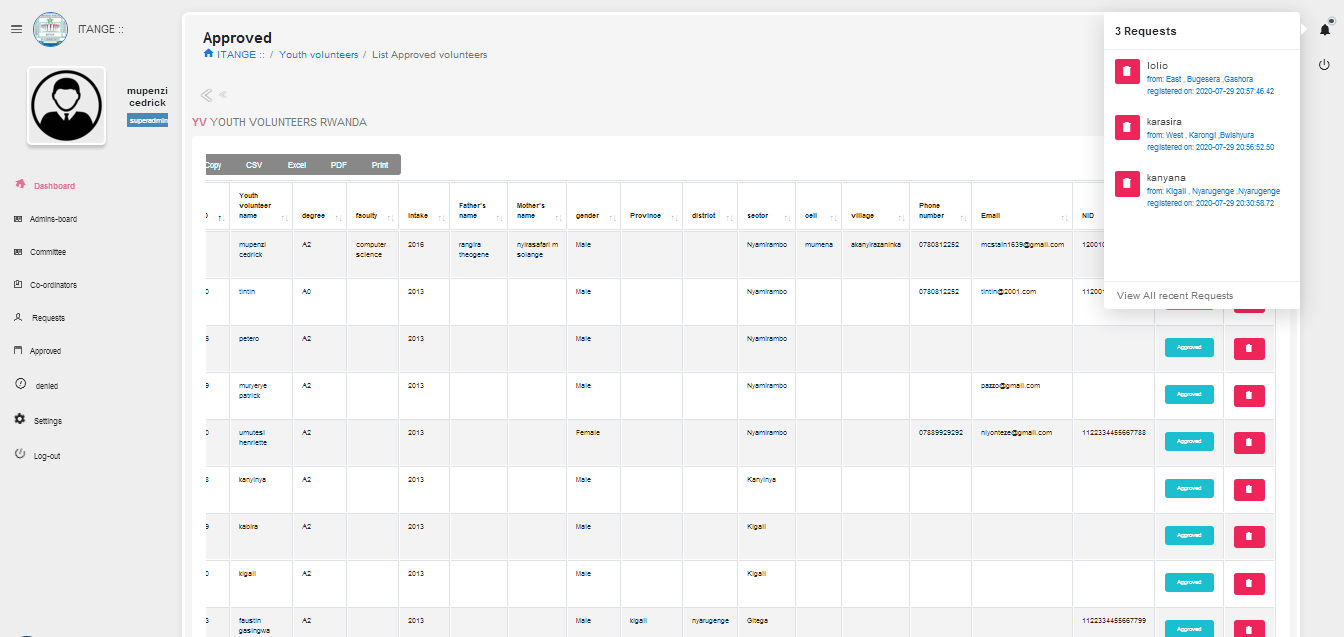 ITANGE ::
mupenzi
cedrick
superadmin
Dashboard
Admins-board
Committee
Co-ordinators
Requests
Approved
denied
Settings
Log-out
Approved
ITANGE :: / Youth volunteers / List Approved volunteers
YV YOUTH VOLUNTEERS RWANDA
Copy CSV Excel PDF Print
Youth volunteer name degree faculty Intake Father's name Mother's name gender Province district sector cell village Phone number Email NID
mupenzi cedrick A2 computer science 2016 rangira theogene nyirasafari m solange Male Nyamirambo mumena akanyirazaninka 0780812252 mcstain1639@gmail.com 12001
0 tintin A0 2013 Male Nyamirambo 0780812252 tintin@2001.com 112001
petero A2 2013 Male Nyamirambo Approved
9 muryerye patrick A2 2013 Male Nyamirambo pazzo@gmail.com Approved
0 umutesi henriette A2 2013 Female Nyamirambo 07889929292 niyonteze@gmail.com 1122334455667788 Approved
kanyinya A2 2013 Male Kanyinya Approved
9 kabira A2 2013 Male Kigali Approved
0 kigali A2 2013 Male Kigali Approved
3 faustin gasingwa A2 2013 Male kigali nyarugenge Gitega 1122334455667799 Approved
3 Requests
lolio
from: East , Bugesera ,Gashora
registered on: 2020-07-29 20:57:46.42
karasira
from: West , Karongi ,Bwishyura
registered on: 2020-07-29 20:56:52.50
kanyana
from: Kigali , Nyarugenge ,Nyarugenge
registered on: 2020-07-29 20:30:58.72
View All recent Requests